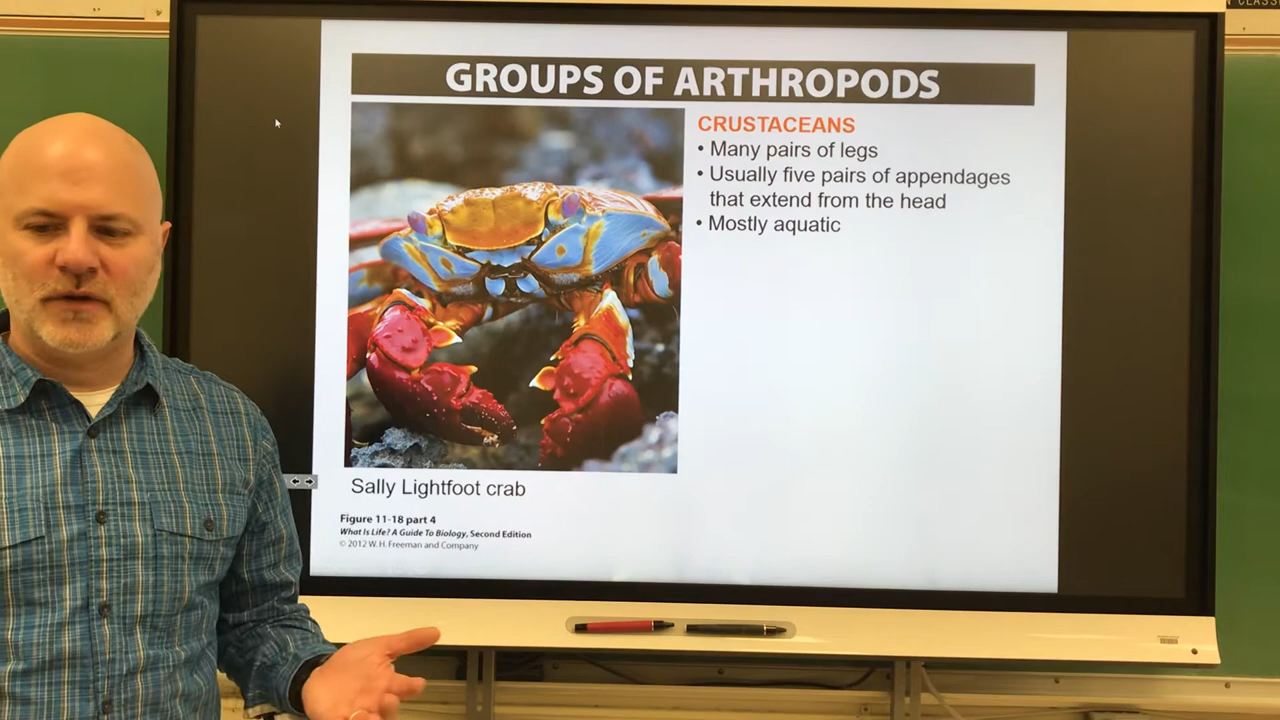 N CLASS
GROUPS OF ARTHROPODS
CRUSTACEANS
• Many pairs of legs
• Usually five pairs of appendages
that extend from the head
• Mostly aquatic
Sally Lightfoot crab
Figure 11-18 part 4
What Is Life? A Guide To Biology, Second Edition
© 2012 W. H. Freeman and Company